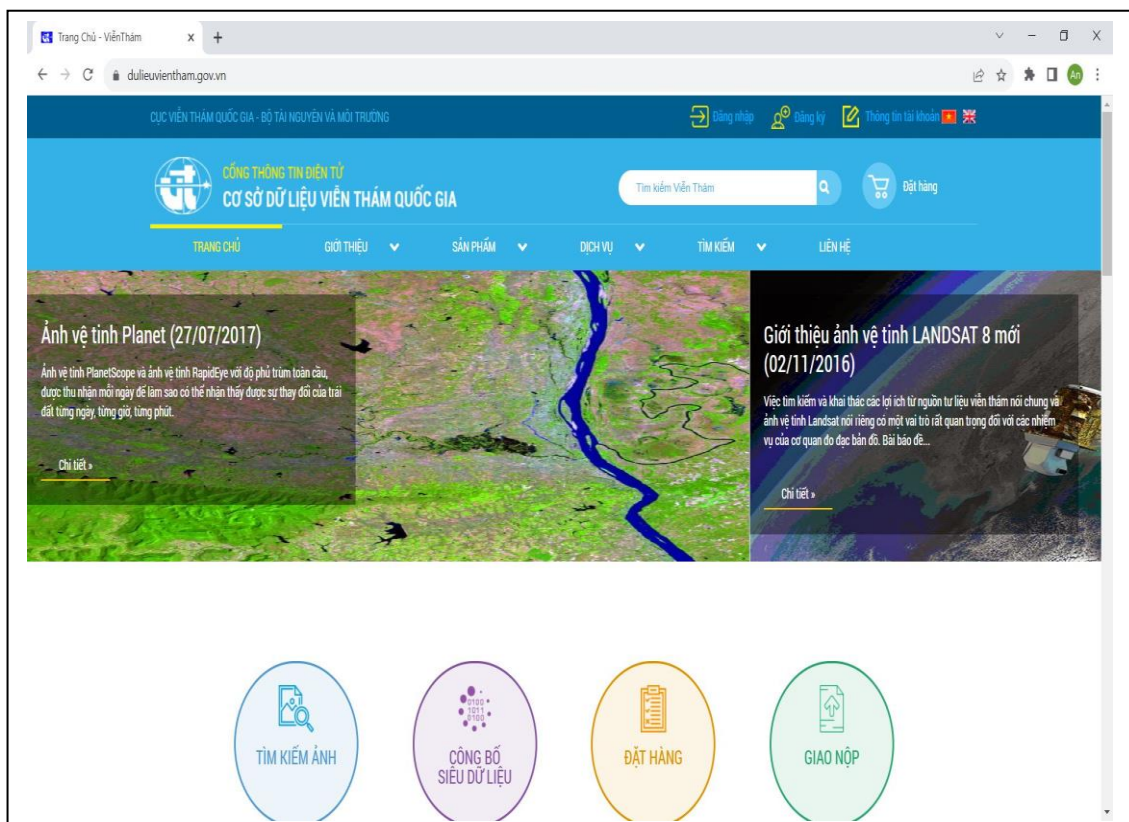 Trang Chủ - ViễnThám
dulieuvientham.gov.vn
An
CỤC VIỄN THÁM QUỐC GIA - BỘ TÀI NGUYÊN VÀ MÔI TRƯỜNG
Đăng nhập
Đăng ký
Thông tin tài khoản
CỔNG THÔNG TIN ĐIỆN TỬ
CƠ SỞ DỮ LIỆU VIỄN THÁM QUỐC GIA
Tìm kiếm Viễn Thám
Đặt hàng
TRANG CHỦ
GIỚI THIỆU
SẢN PHẨM
DỊCH VỤ
TÌM KIẾM
LIÊN HỆ
Ảnh vệ tinh Planet (27/07/2017)
Ảnh vệ tinh PlanetScope và ảnh vệ tinh RapidEye với độ phủ trùm toàn cầu,
được thu nhận mỗi ngày để làm sao có thể nhận thấy được sự thay đổi của trái
đất từng ngày, từng giờ, từng phút.
Chi tiết »
Giới thiệu ảnh vệ tinh LANDSAT 8 mới
(02/11/2016)
Việc tìm kiếm và khai thác các lợi ích từ nguồn tư liệu viễn thám nói chung và
ảnh vệ tinh Landsat nói riêng có một vai trò rất quan trọng đối với các nhiệm
vụ của cơ quan đo đạc bản đồ. Bài báo đề...
Chi tiết »
TÌM KIẾM ẢNH
0100
1011
0100
CÔNG BỐ
SIÊU DỮ LIỆU
ĐẶT HÀNG
GIAO NỘP